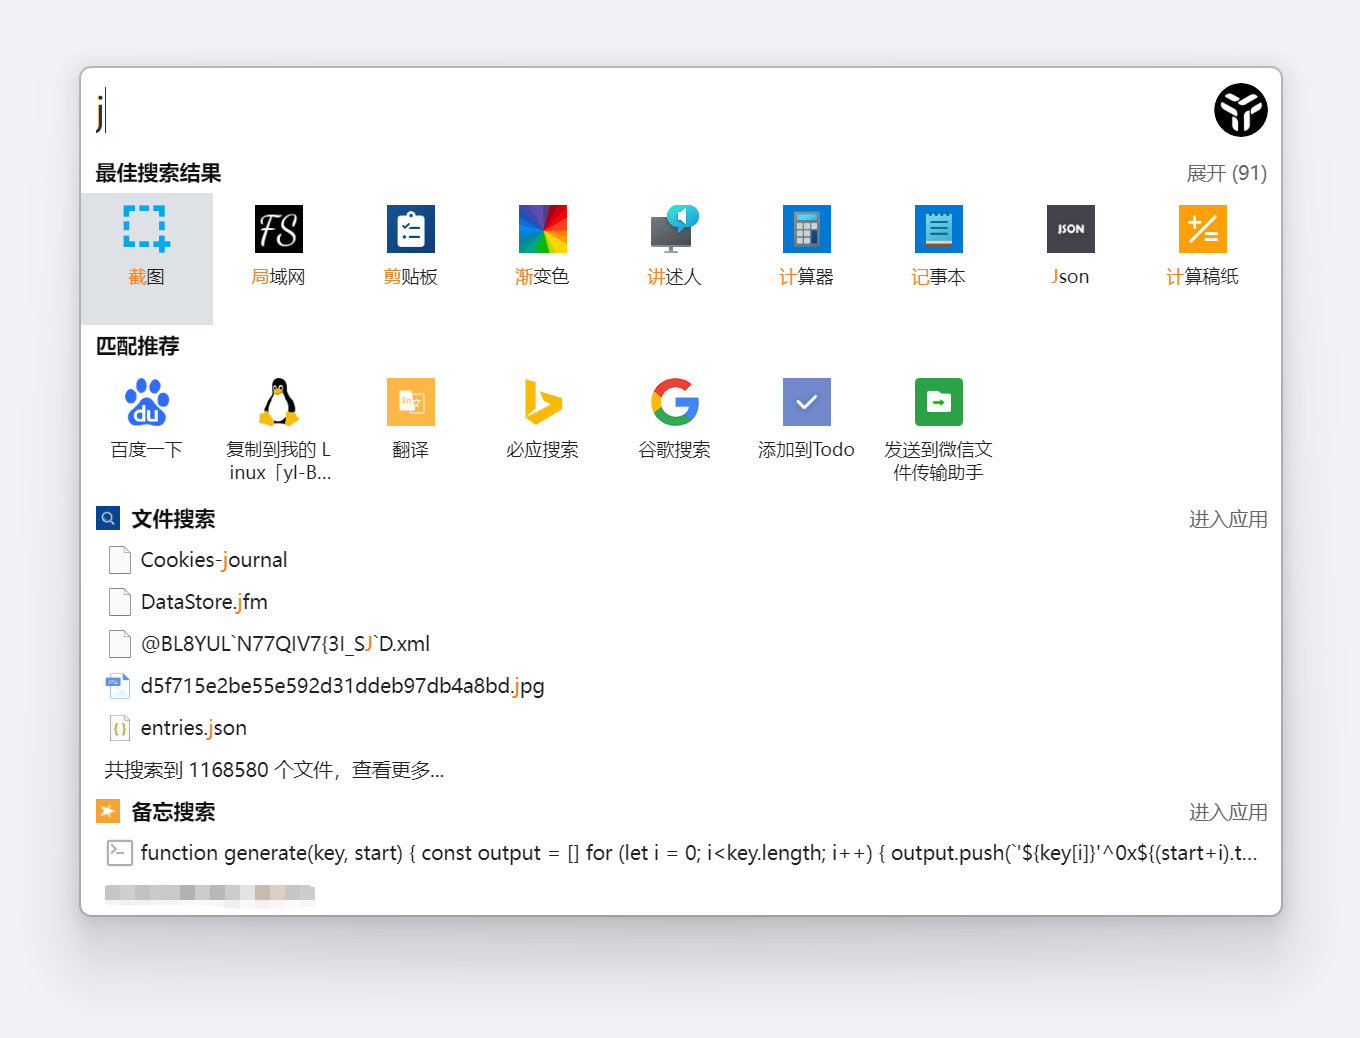 j
最佳搜索结果 展开 (91)
FS JSON
截图 局域网 剪贴板 渐变色 讲述人 计算器 记事本 Json 计算稿纸
匹配推荐
du En 文
百度一下 复制到我的 L 翻译 必应搜索 谷歌搜索 添加到Todo 发送到微信文
inux「yl-B... 件传输助手
文件搜索 进入应用
Cookies-journal
DataStore.jfm
@BL8YUL`N77QIV7{3I_SJ`D.xml
JPG d5f715e2be55e592d31ddeb97db4a8bd.jpg
{} entries.json
共搜索到 1168580 个文件，查看更多...
备忘搜索 进入应用
function generate(key, start) { const output = [] for (let i = 0; i<key.length; i++) { output.push(`'${key[i]}'^0x${(start+i).t...